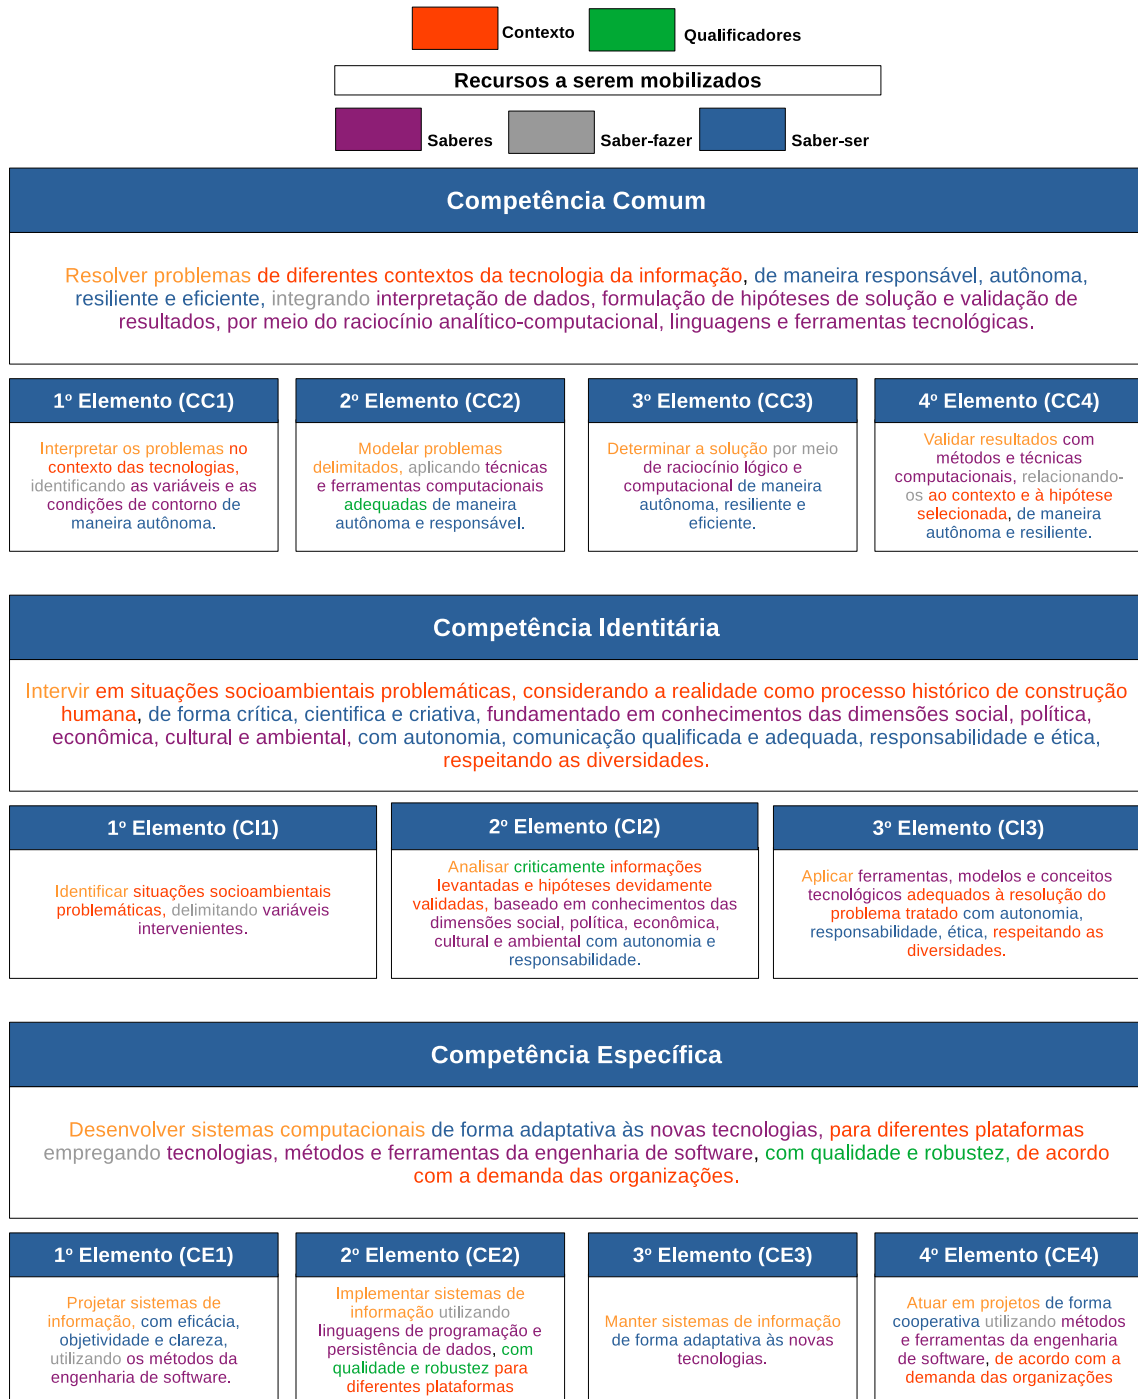 Contexto
Qualificadores
Recursos a serem mobilizados
Saberes
Saber-fazer
Saber-ser
Competência Comum
Resolver problemas de diferentes contextos da tecnologia da informação, de maneira responsável, autônoma,
resiliente e eficiente, integrando interpretação de dados, formulação de hipóteses de solução e validação de
resultados, por meio do raciocínio analítico-computacional, linguagens e ferramentas tecnológicas.
1º Elemento (CC1)
Interpretar os problemas no
contexto das tecnologias,
identificando as variáveis e as
condições de contorno de
maneira autônoma.
2º Elemento (CC2)
Modelar problemas
delimitados, aplicando técnicas
e ferramentas computacionais
adequadas de maneira
autônoma e responsável.
3º Elemento (CC3)
Determinar a solução por meio
de raciocínio lógico e
computacional de maneira
autônoma, resiliente e
eficiente.
4º Elemento (CC4)
Validar resultados com
métodos e técnicas
computacionais, relacionando-
os ao contexto e à hipótese
selecionada, de maneira
autônoma e resiliente.
Competência Identitária
Intervir em situações socioambientais problemáticas, considerando a realidade como processo histórico de construção
humana, de forma crítica, cientifica e criativa, fundamentado em conhecimentos das dimensões social, política,
econômica, cultural e ambiental, com autonomia, comunicação qualificada e adequada, responsabilidade e ética,
respeitando as diversidades.
1º Elemento (CI1)
Identificar situações socioambientais
problemáticas, delimitando variáveis
intervenientes.
2º Elemento (CI2)
Analisar criticamente informações
levantadas e hipóteses devidamente
validadas, baseado em conhecimentos das
dimensões social, política, econômica,
cultural e ambiental com autonomia e
responsabilidade.
3º Elemento (CI3)
Aplicar ferramentas, modelos e conceitos
tecnológicos adequados à resolução do
problema tratado com autonomia,
responsabilidade, ética, respeitando as
diversidades.
Competência Específica
Desenvolver sistemas computacionais de forma adaptativa às novas tecnologias, para diferentes plataformas
empregando tecnologias, métodos e ferramentas da engenharia de software, com qualidade e robustez, de acordo
com a demanda das organizações.
1º Elemento (CE1)
Projetar sistemas de
informação, com eficácia,
objetividade e clareza,
utilizando os métodos da
engenharia de software.
2º Elemento (CE2)
Implementar sistemas de
informação utilizando
linguagens de programação e
persistência de dados, com
qualidade e robustez para
diferentes plataformas
3º Elemento (CE3)
Manter sistemas de informação
de forma adaptativa às novas
tecnologias.
4º Elemento (CE4)
Atuar em projetos de forma
cooperativa utilizando métodos
e ferramentas da engenharia
de software, de acordo com a
demanda das organizações